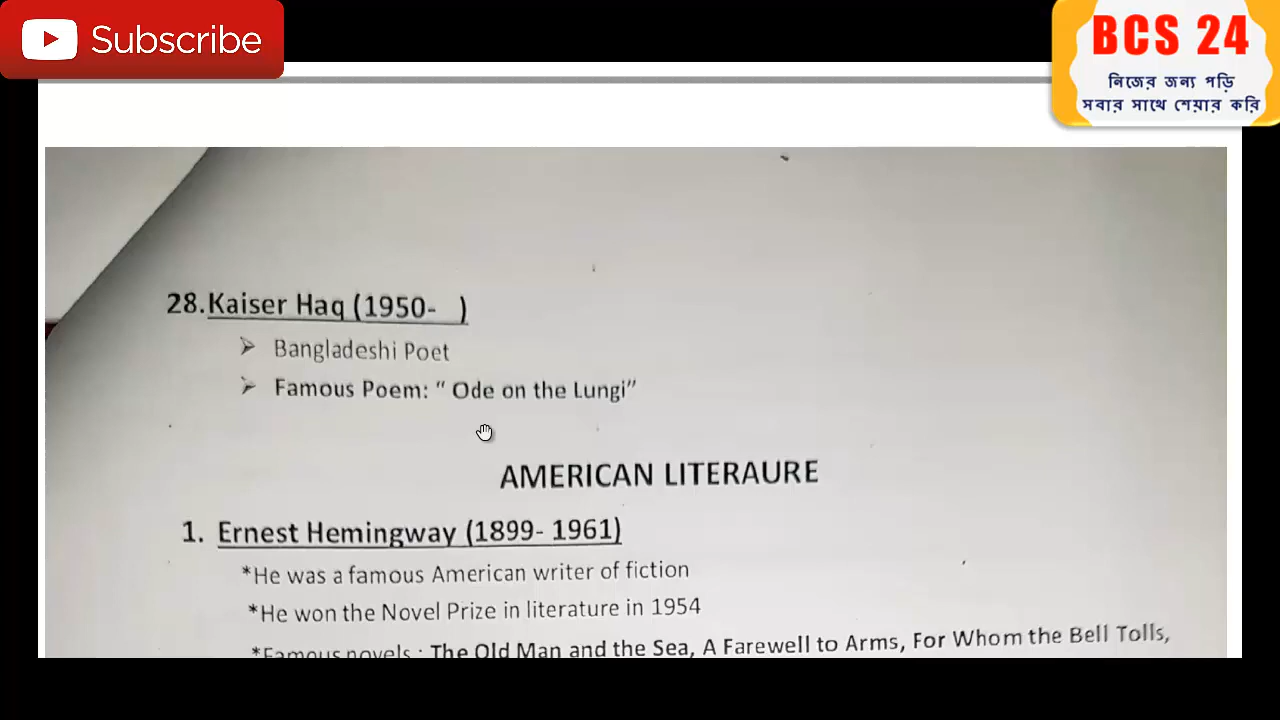 Subscribe
BCS 24
নিজের জন্য পড়ি
সবার সাথে শেয়ার করি
28. Kaiser Haq (1950- )
➢ Bangladeshi Poet
➢ Famous Poem: “ Ode on the Lungi”
AMERICAN LITERAURE
1. Ernest Hemingway (1899- 1961)
*He was a famous American writer of fiction
*He won the Novel Prize in literature in 1954
*Famous novels : The Old Man and the Sea, A Farewell to Arms, For Whom the Bell Tolls,